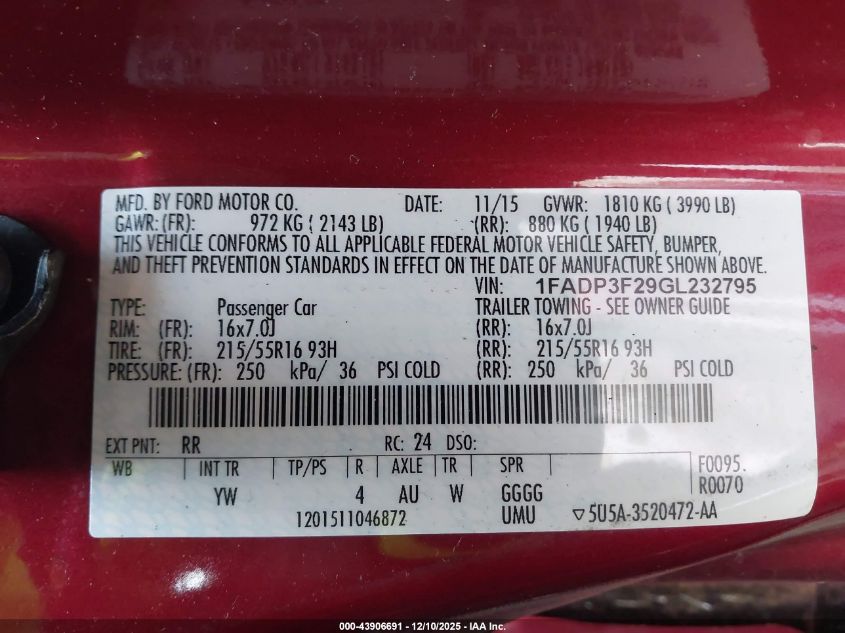 MFD. BY FORD MOTOR CO. DATE: 11/15 GVWR: 1810 KG ( 3990 LB)
GAWR: (FR): 972 KG ( 2143 LB) (RR): 880 KG ( 1940 LB)
THIS VEHICLE CONFORMS TO ALL APPLICABLE FEDERAL MOTOR VEHICLE SAFETY, BUMPER,
AND THEFT PREVENTION STANDARDS IN EFFECT ON THE DATE OF MANUFACTURE SHOWN ABOVE.
VIN: 1FADP3F29GL232795
TYPE: Passenger Car TRAILER TOWING - SEE OWNER GUIDE
RIM: (FR): 16x7.0J (RR): 16x7.0J
TIRE: (FR): 215/55R16 93H (RR): 215/55R16 93H
PRESSURE: (FR): 250 kPa/ 36 PSI COLD (RR): 250 kPa/ 36 PSI COLD
EXT PNT: RR RC: 24 DSO:
WB INT TR TP/PS R AXLE TR SPR F0095.
R0070
YW 4 AU W GGGG
1201511046872 UMU ▽5U5A-3520472-AA
000-43906691 - 12/10/2025 - IAA Inc.